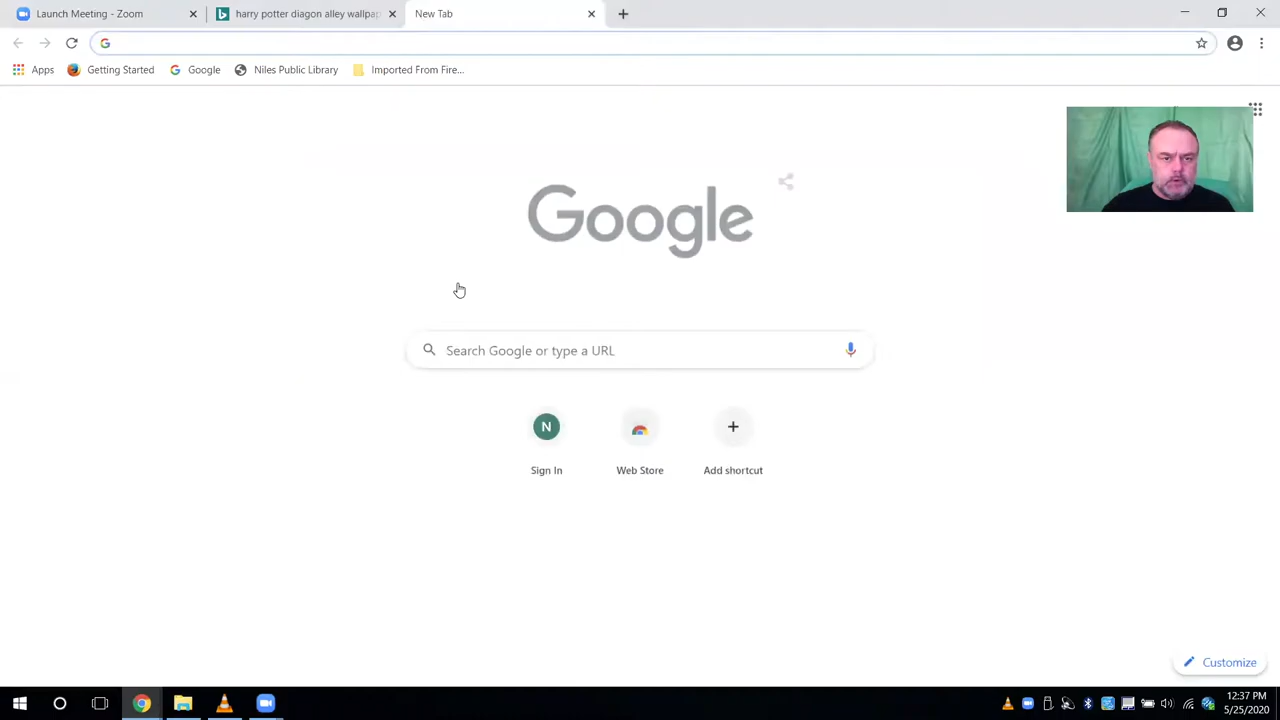 Launch Meeting - Zoom
harry potter diagon alley wallpap
New Tab
Apps
Getting Started
Google
Niles Public Library
Imported From Fire...
Google
Search Google or type a URL
N
Sign In
Web Store
Add shortcut
Customize
12:37 PM
5/25/2020